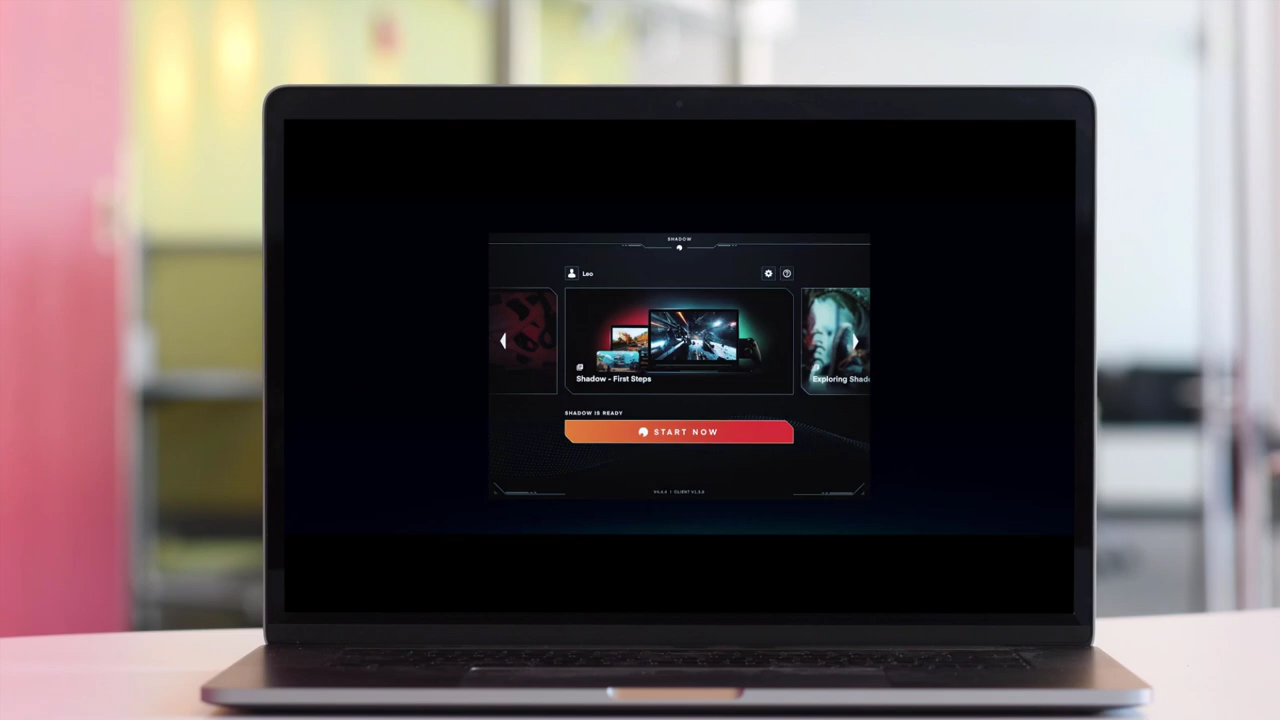 SHADOW
Leo
Shadow - First Steps
Exploring Shad
SHADOW IS READY
START NOW